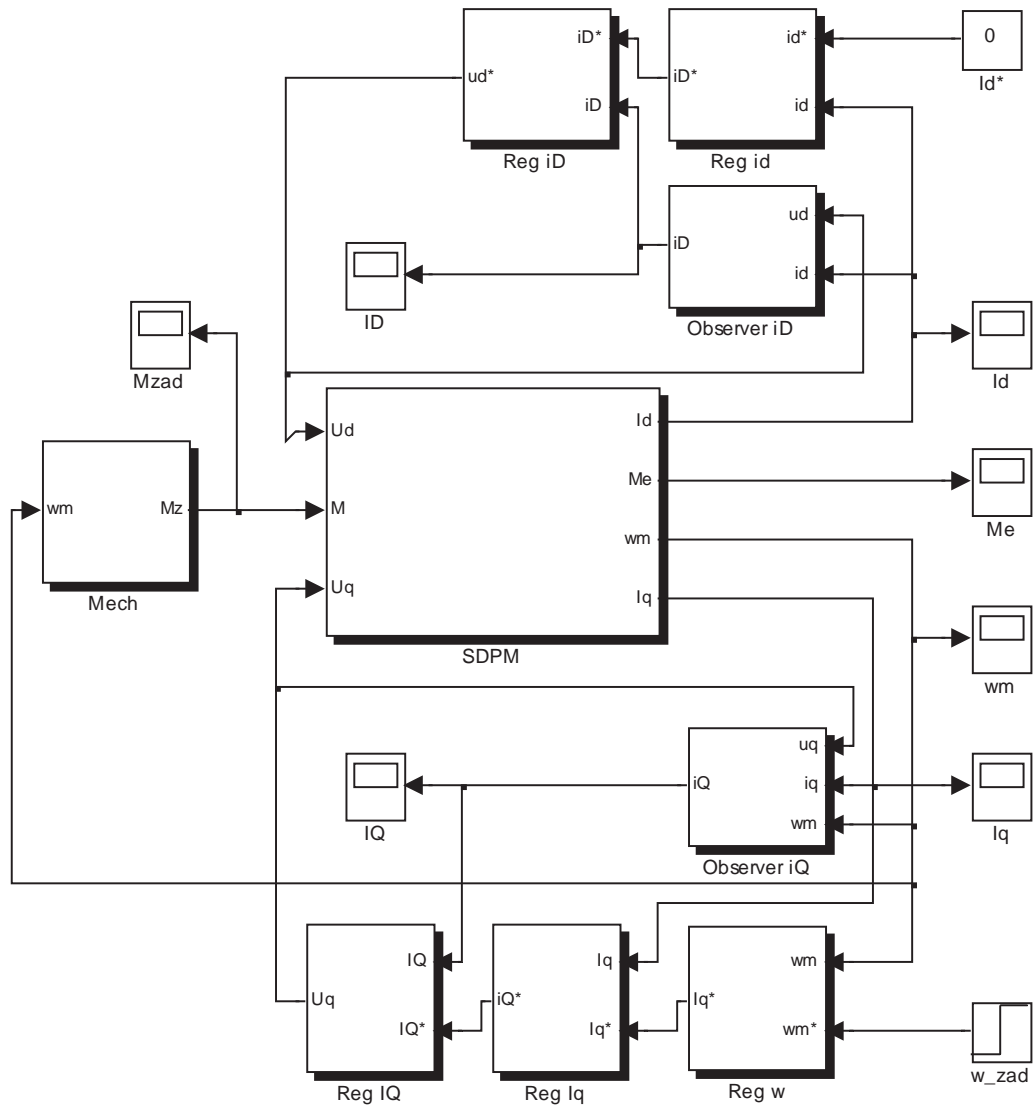 iD*
ud*
iD
Reg iD
id*
iD*
id
Reg id
0
Id*
ud
iD
id
Observer iD
ID
Mzad
Id
Ud
Id
Me
M
wm
Uq
Iq
SDPM
wm
Mz
Mech
Me
wm
uq
iQ
iq
wm
Observer iQ
IQ
Iq
IQ
Uq
IQ*
Reg IQ
Iq
iQ*
Iq*
Reg Iq
wm
Iq*
wm*
Reg w
w_zad